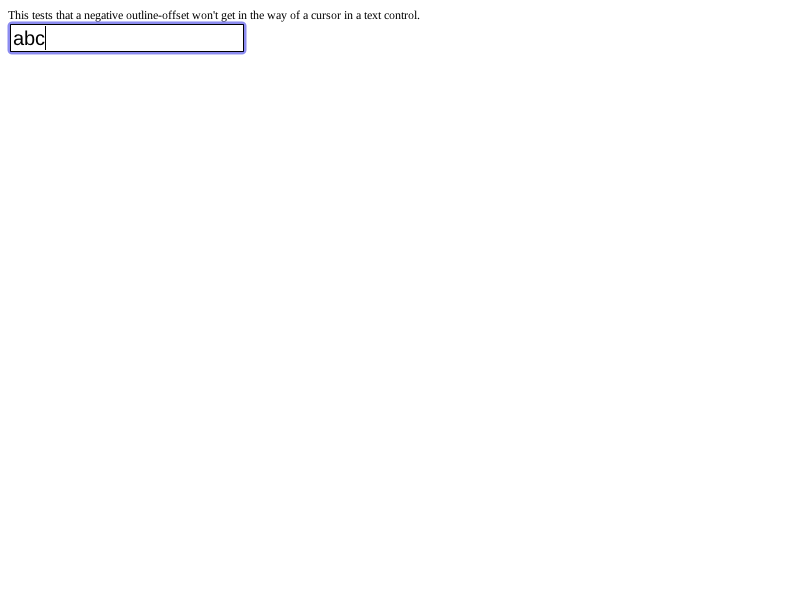 This tests that a negative outline-offset won't get in the way of a cursor in a text control.
abc